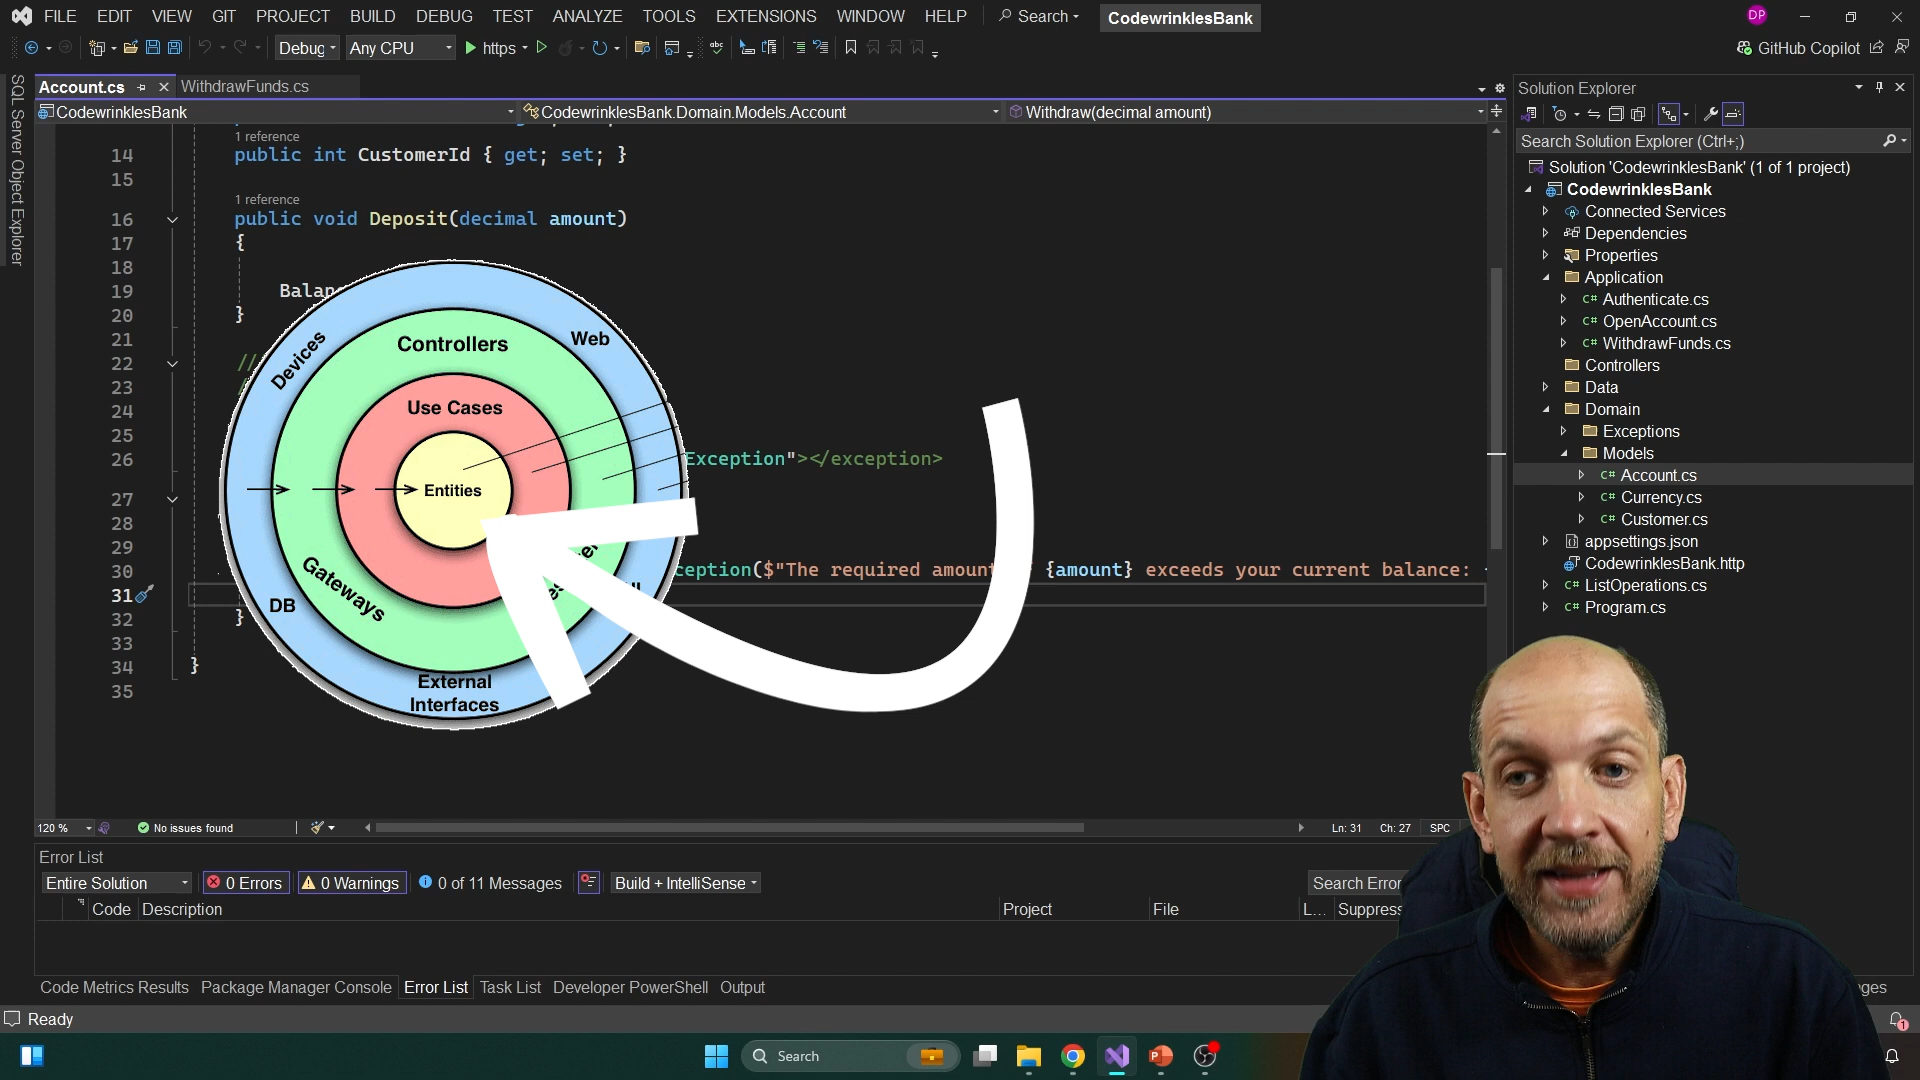 FILE EDIT VIEW GIT PROJECT BUILD DEBUG TEST ANALYZE TOOLS EXTENSIONS WINDOW HELP Search CodewrinklesBank DP
Debug Any CPU https GitHub Copilot
SQL Server Object Explorer
Account.cs WithdrawFunds.cs
CodewrinklesBank CodewrinklesBank.Domain.Models.Account Withdraw(decimal amount)
1 reference
14 public int CustomerId { get; set; }
15
1 reference
16 public void Deposit(decimal amount)
17 {
18
19 Balan
20 }
21
22 //
23
24
25
26 Exception"></exception>
27
28
29
30 ception($"The required amount {amount} exceeds your current balance:
31
32 }
33
34 }
35
Devices
Web
Controllers
Use Cases
Entities
Gateways
DB
External
Interfaces
120 % No issues found Ln: 31 Ch: 27 SPC
Error List
Entire Solution 0 Errors 0 Warnings 0 of 11 Messages Build + IntelliSense Search Error
Code Description Project File L... Suppress
Code Metrics Results Package Manager Console Error List Task List Developer PowerShell Output
Ready
Search
Solution Explorer
Search Solution Explorer (Ctrl+;)
Solution 'CodewrinklesBank' (1 of 1 project)
CodewrinklesBank
Connected Services
Dependencies
Properties
Application
C# Authenticate.cs
C# OpenAccount.cs
C# WithdrawFunds.cs
Controllers
Data
Domain
Exceptions
Models
C# Account.cs
C# Currency.cs
C# Customer.cs
appsettings.json
CodewrinklesBank.http
C# ListOperations.cs
C# Program.cs
ges
1